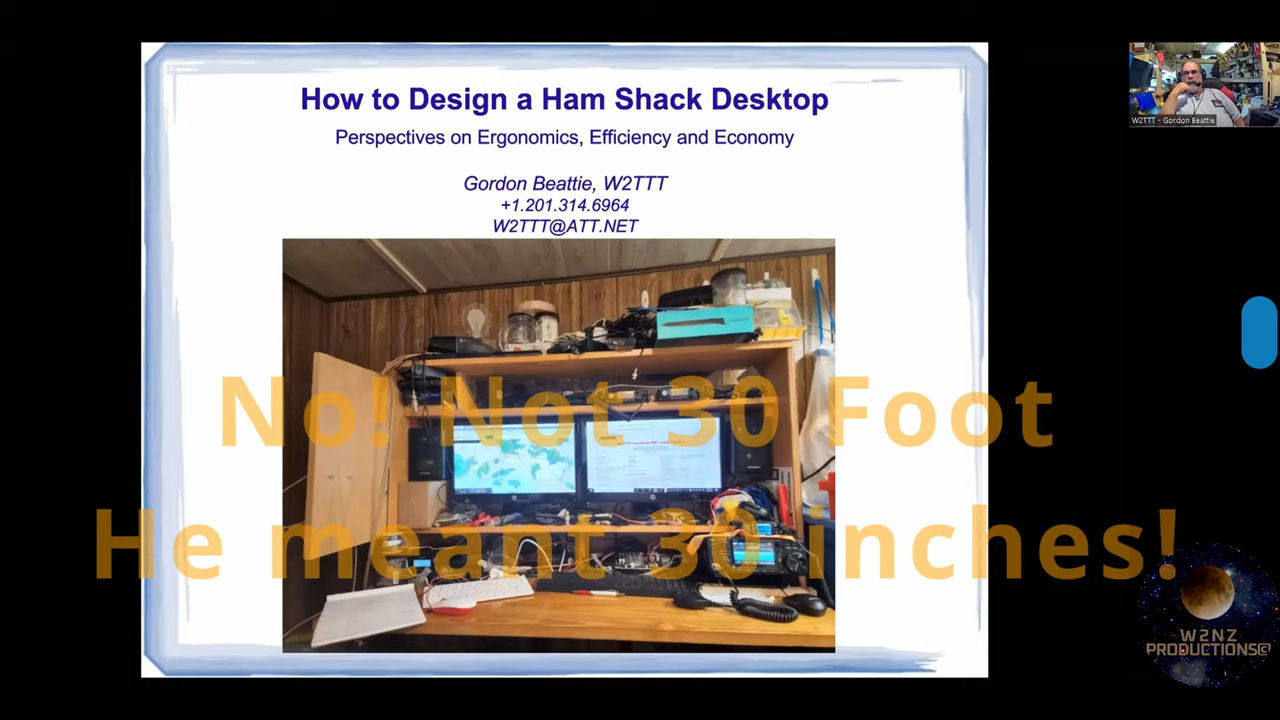 How to Design a Ham Shack Desktop
Perspectives on Ergonomics, Efficiency and Economy
Gordon Beattie, W2TTT
+1.201.314.6964
W2TTT@ATT.NET
W2TTT - Gordon Beattie
No! Not 30 Foot
He meant 30 inches!
W2NZ
PRODUCTIONS©